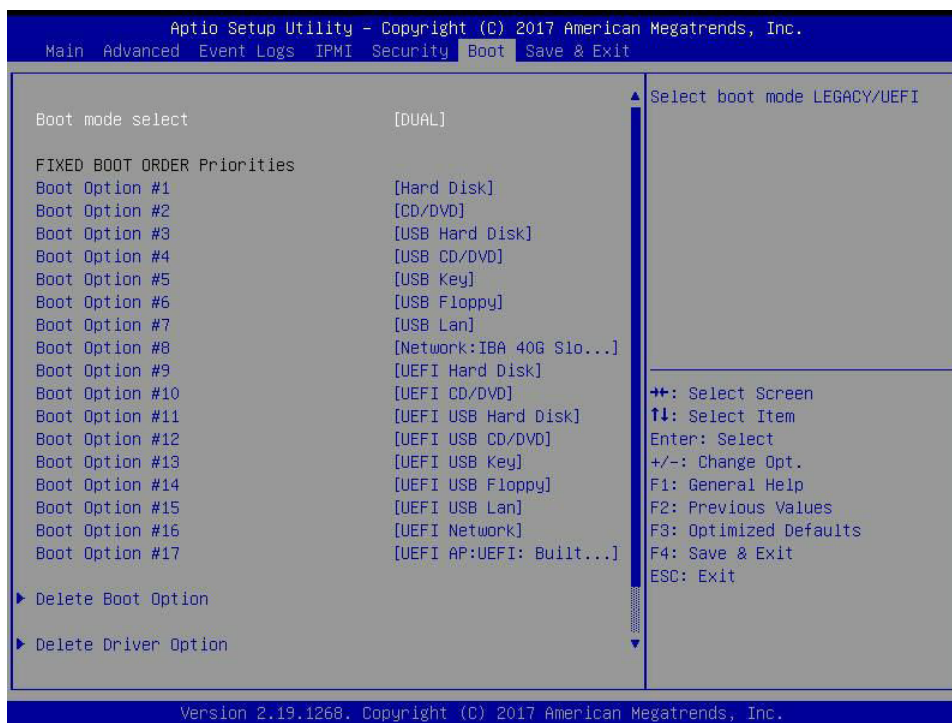 Aptio Setup Utility – Copyright (C) 2017 American Megatrends, Inc.
Main Advanced Event Logs IPMI Security Boot Save & Exit
Select boot mode LEGACY/UEFI
Boot mode select [DUAL]
FIXED BOOT ORDER Priorities
Boot Option #1 [Hard Disk]
Boot Option #2 [CD/DVD]
Boot Option #3 [USB Hard Disk]
Boot Option #4 [USB CD/DVD]
Boot Option #5 [USB Key]
Boot Option #6 [USB Floppy]
Boot Option #7 [USB Lan]
Boot Option #8 [Network:IBA 40G Slo...]
Boot Option #9 [UEFI Hard Disk]
Boot Option #10 [UEFI CD/DVD]
Boot Option #11 [UEFI USB Hard Disk]
Boot Option #12 [UEFI USB CD/DVD]
Boot Option #13 [UEFI USB Key]
Boot Option #14 [UEFI USB Floppy]
Boot Option #15 [UEFI USB Lan]
Boot Option #16 [UEFI Network]
Boot Option #17 [UEFI AP:UEFI: Built...]
Delete Boot Option
Delete Driver Option
→←: Select Screen
↑↓: Select Item
Enter: Select
+/-: Change Opt.
F1: General Help
F2: Previous Values
F3: Optimized Defaults
F4: Save & Exit
ESC: Exit
Version 2.19.1268. Copyright (C) 2017 American Megatrends, Inc.